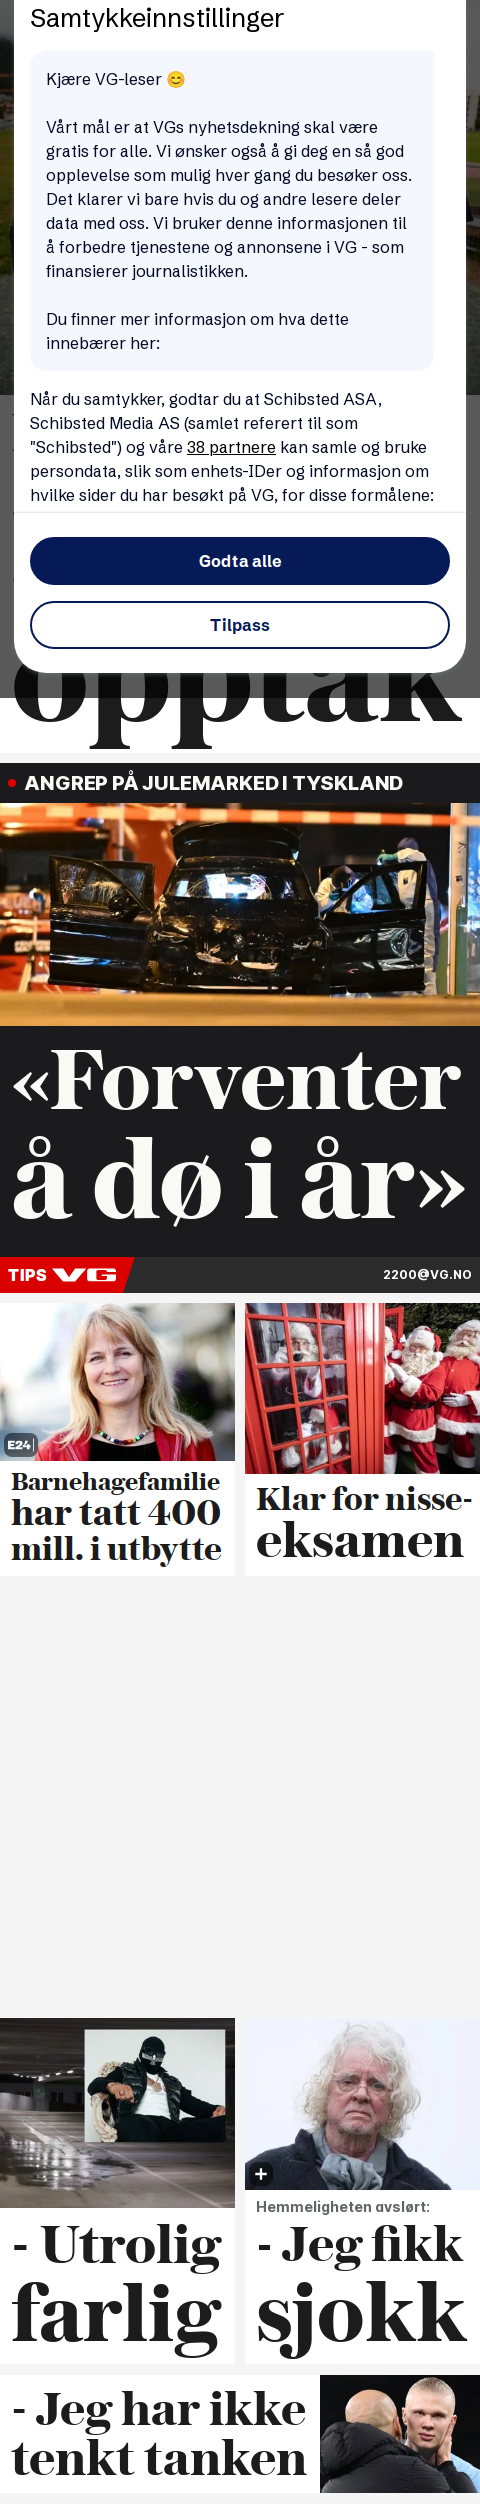 Samtykkeinnstillinger
Kjære VG-leser 😊
Vårt mål er at VGs nyhetsdekning skal være
gratis for alle. Vi ønsker også å gi deg en så god
opplevelse som mulig hver gang du besøker oss.
Det klarer vi bare hvis du og andre lesere deler
data med oss. Vi bruker denne informasjonen til
å forbedre tjenestene og annonsene i VG - som
finansierer journalistikken.
Du finner mer informasjon om hva dette
innebærer her:
Når du samtykker, godtar du at Schibsted ASA,
Schibsted Media AS (samlet referert til som
"Schibsted") og våre 38 partnere kan samle og bruke
persondata, slik som enhets-IDer og informasjon om
hvilke sider du har besøkt på VG, for disse formålene:
Godta alle
Tilpass
opptak
ANGREP PÅ JULEMARKED I TYSKLAND
«Forventer
å dø i år»
TIPS VG
2200@VG.NO
E24
Barnehagefamilie
har tatt 400
mill. i utbytte
Klar for nisse-
eksamen
- Utrolig
farlig
Hemmeligheten avslørt:
- Jeg fikk
sjokk
- Jeg har ikke
tenkt tanken